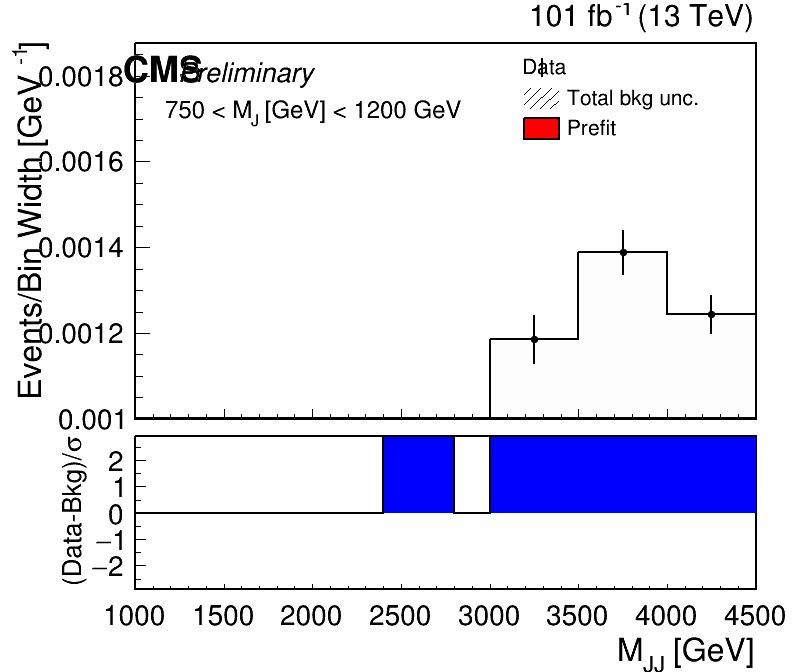 101 fb⁻¹ (13 TeV)
CMS Preliminary
750 < M_J [GeV] < 1200 GeV
Data
Total bkg unc.
Prefit
Events/Bin Width [GeV⁻¹]
0.0018
0.0016
0.0014
0.0012
0.001
(Data-Bkg)/σ
2
1
0
−1
−2
1000 1500 2000 2500 3000 3500 4000 4500
M_JJ [GeV]